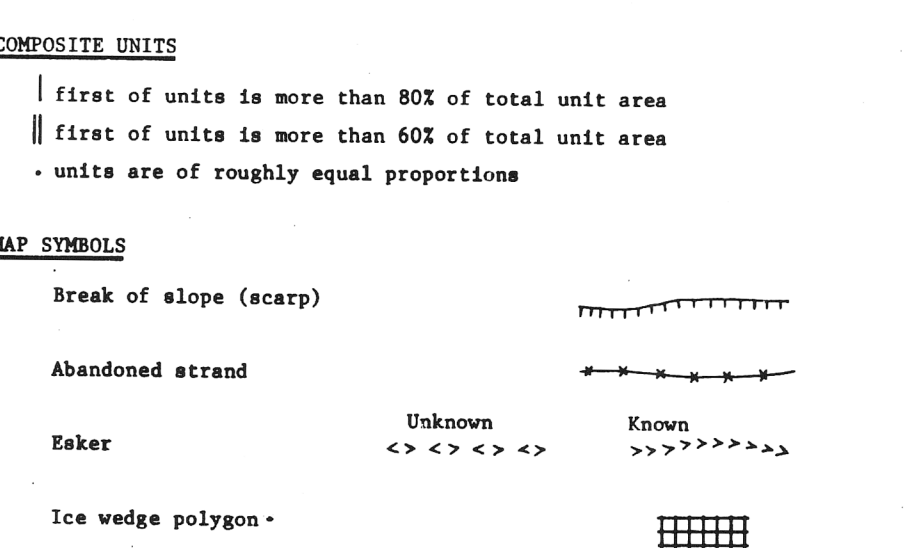 COMPOSITE UNITS
| first of units is more than 80% of total unit area
|| first of units is more than 60% of total unit area
• units are of roughly equal proportions
MAP SYMBOLS
Break of slope (scarp)
Abandoned strand
Unknown Known
Esker <> <> <> <> >>>>>>>>>>
Ice wedge polygon